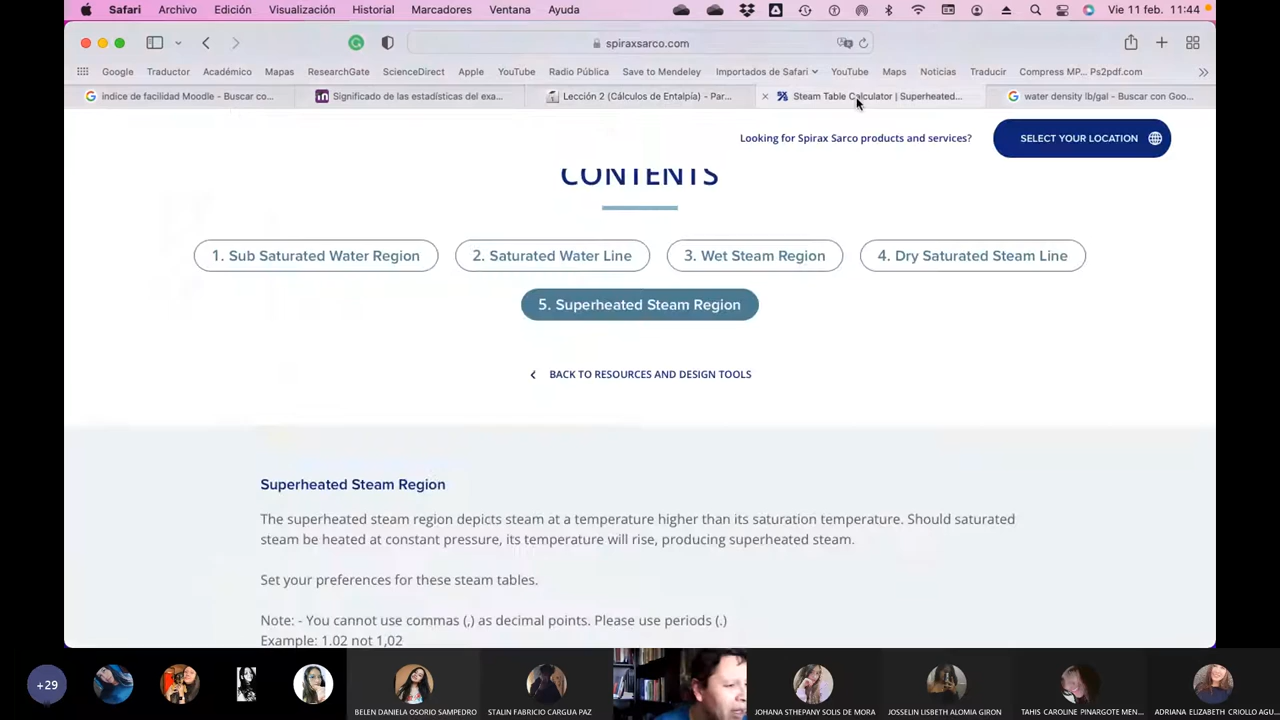 Safari Archivo Edición Visualización Historial Marcadores Ventana Ayuda Vie 11 feb. 11:44
spiraxsarco.com
Google Traductor Académico Mapas ResearchGate ScienceDirect Apple YouTube Radio Pública Save to Mendeley Importados de Safari YouTube Maps Noticias Traducir Compress MP... Ps2pdf.com
indice de facilidad Moodle - Buscar co... Significado de las estadísticas del exa... Lección 2 (Cálculos de Entalpía) - Par... Steam Table Calculator | Superheated... water density lb/gal - Buscar con Goo...
Looking for Spirax Sarco products and services? SELECT YOUR LOCATION
CONTENTS
1. Sub Saturated Water Region 2. Saturated Water Line 3. Wet Steam Region 4. Dry Saturated Steam Line
5. Superheated Steam Region
BACK TO RESOURCES AND DESIGN TOOLS
Superheated Steam Region
The superheated steam region depicts steam at a temperature higher than its saturation temperature. Should saturated
steam be heated at constant pressure, its temperature will rise, producing superheated steam.
Set your preferences for these steam tables.
Note: - You cannot use commas (,) as decimal points. Please use periods (.)
Example: 1.02 not 1,02
+29
BELEN DANIELA OSORIO SAMPEDRO STALIN FABRICIO CARGUA PAZ JOHANA STHEPANY SOLIS DE MORA JOSSELIN LISBETH ALOMIA GIRON TAHIS CAROLINE PINARGOTE MEN... ADRIANA ELIZABETH CRIOLLO AGU...